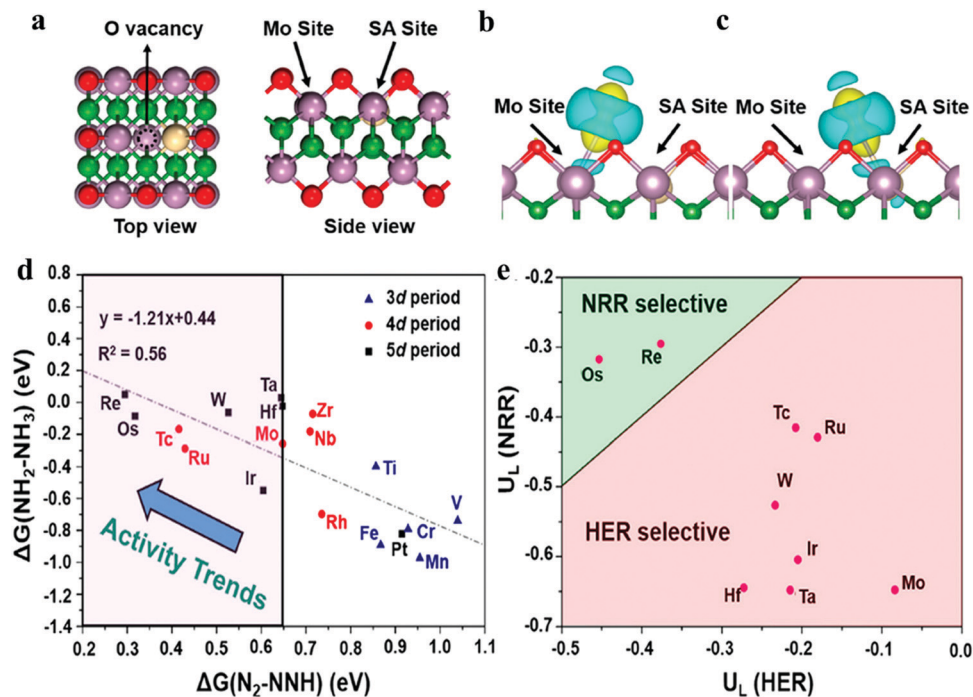 a
O vacancy
Mo Site
SA Site
Top view
Side view
b
Mo Site
SA Site
c
Mo Site
SA Site
d
ΔG(NH₂-NH₃) (eV)
0.8
0.6
0.4
0.2
0.0
-0.2
-0.4
-0.6
-0.8
-1.0
-1.2
-1.4
y = -1.21x+0.44
R² = 0.56
3d period
4d period
5d period
Re
Os
W
Ta
Hf
Zr
Tc
Ru
Mo
Nb
Ir
Ti
Rh
V
Fe
Cr
Pt
Mn
Activity Trends
0.2 0.3 0.4 0.5 0.6 0.7 0.8 0.9 1.0 1.1
ΔG(N₂-NNH) (eV)
e
U_L (NRR)
-0.2
-0.3
-0.4
-0.5
-0.6
-0.7
NRR selective
Re
Os
Tc
Ru
W
HER selective
Ir
Hf
Ta
Mo
-0.5 -0.4 -0.3 -0.2 -0.1 0.0
U_L (HER)